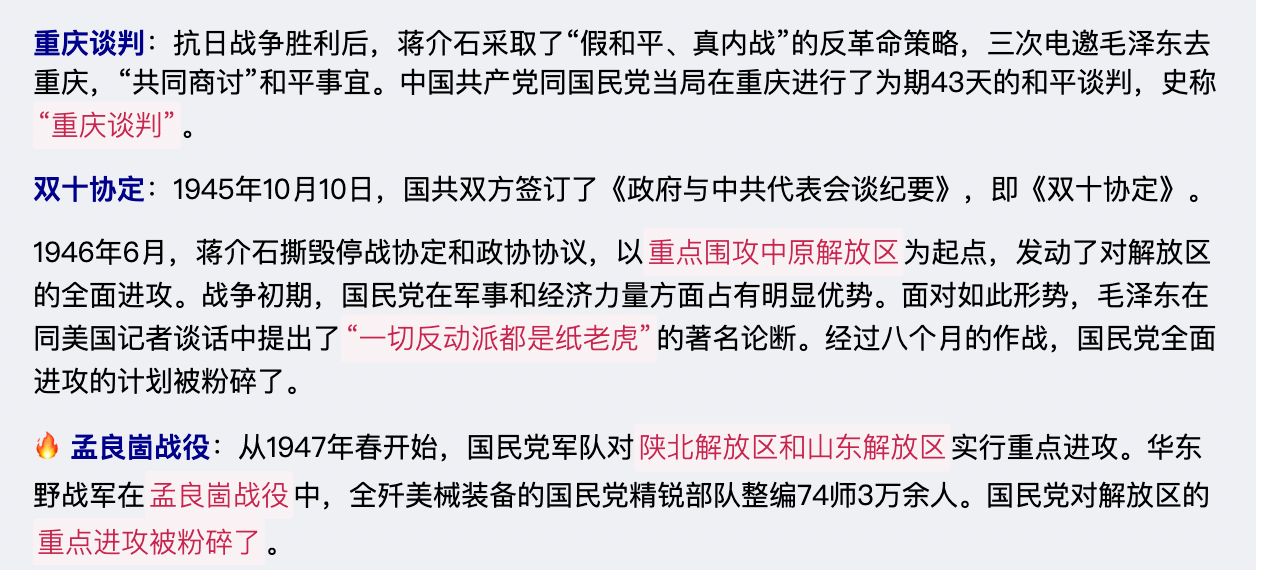 重庆谈判：抗日战争胜利后，蒋介石采取了“假和平、真内战”的反革命策略，三次电邀毛泽东去
重庆，“共同商讨”和平事宜。中国共产党同国民党当局在重庆进行了为期43天的和平谈判，史称
“重庆谈判”。
双十协定：1945年10月10日，国共双方签订了《政府与中共代表会谈纪要》，即《双十协定》。
1946年6月，蒋介石撕毁停战协定和政协协议，以重点围攻中原解放区为起点，发动了对解放区
的全面进攻。战争初期，国民党在军事和经济力量方面占有明显优势。面对如此形势，毛泽东在
同美国记者谈话中提出了“一切反动派都是纸老虎”的著名论断。经过八个月的作战，国民党全面
进攻的计划被粉碎了。
🔥 孟良崮战役：从1947年春开始，国民党军队对陕北解放区和山东解放区实行重点进攻。华东
野战军在孟良崮战役中，全歼美械装备的国民党精锐部队整编74师3万余人。国民党对解放区的
重点进攻被粉碎了。